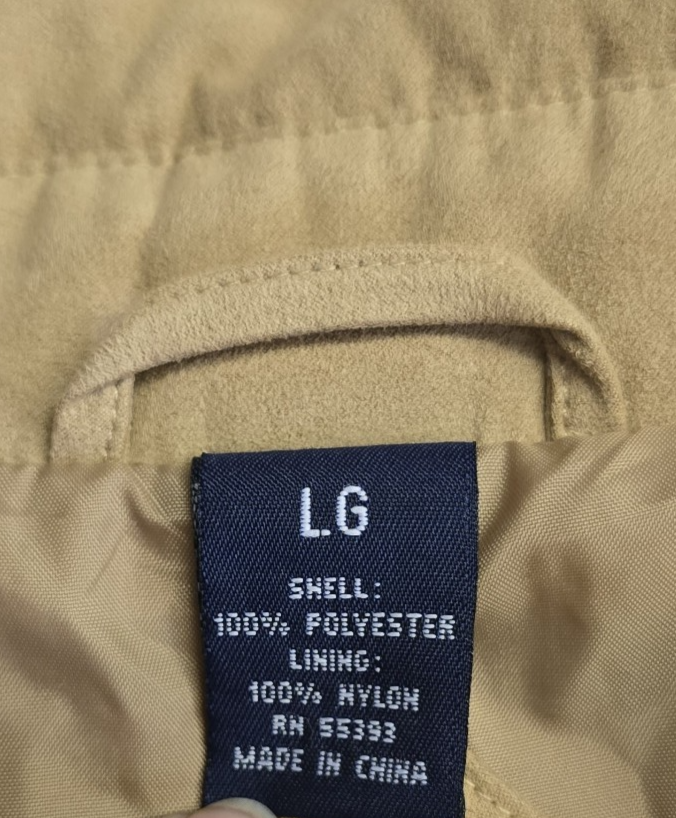 LG
SHELL:
100% POLYESTER
LINING:
100% NYLON
RN 55393
MADE IN CHINA